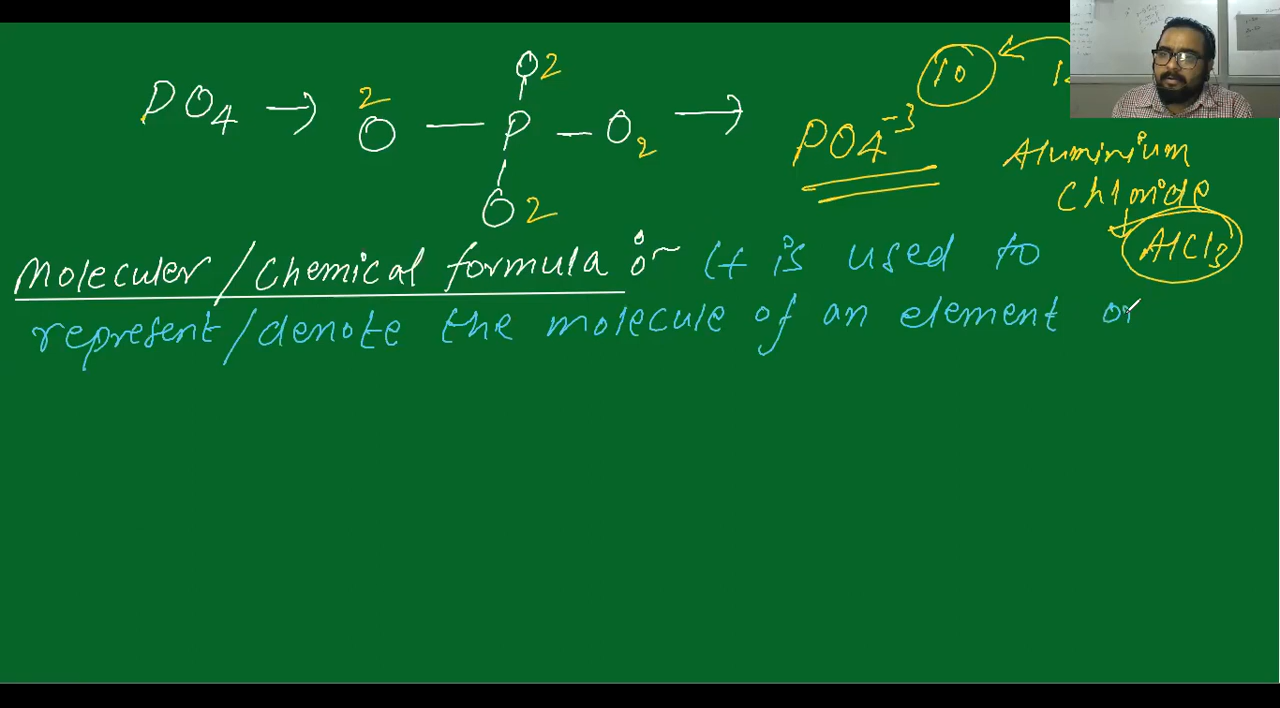 PO4 → O2 — P — O2 → PO4-3
O2
O2
10
Aluminium
Chloride
AlCl3
Moleculer/Chemical formula :~ It is used to
represent/denote the molecule of an element or